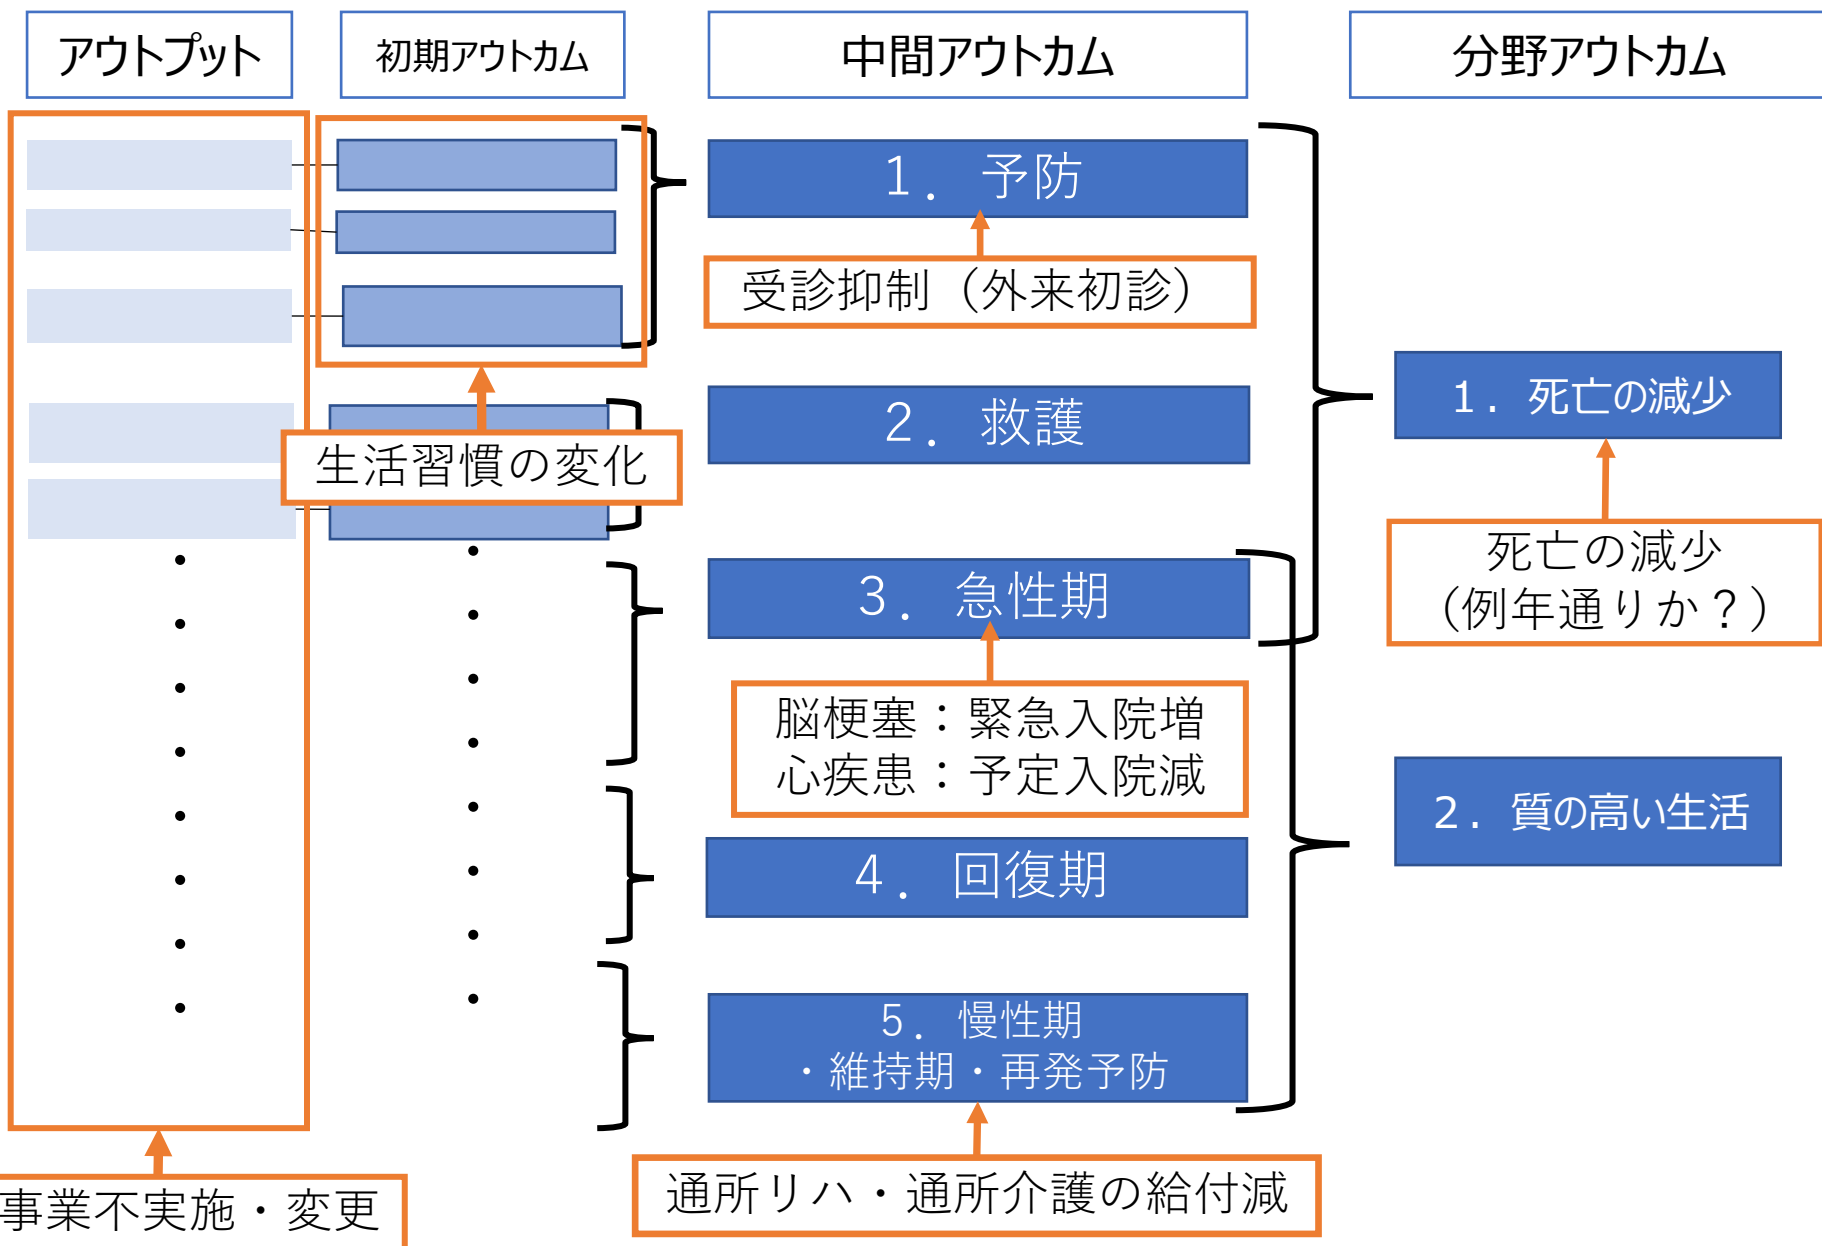 アウトプット
初期アウトカム
中間アウトカム
分野アウトカム
１．予防
受診抑制（外来初診）
２．救護
生活習慣の変化
１．死亡の減少
死亡の減少
（例年通りか？）
３．急性期
脳梗塞：緊急入院増
心疾患：予定入院減
２．質の高い生活
４．回復期
５．慢性期
・維持期・再発予防
通所リハ・通所介護の給付減
事業不実施・変更